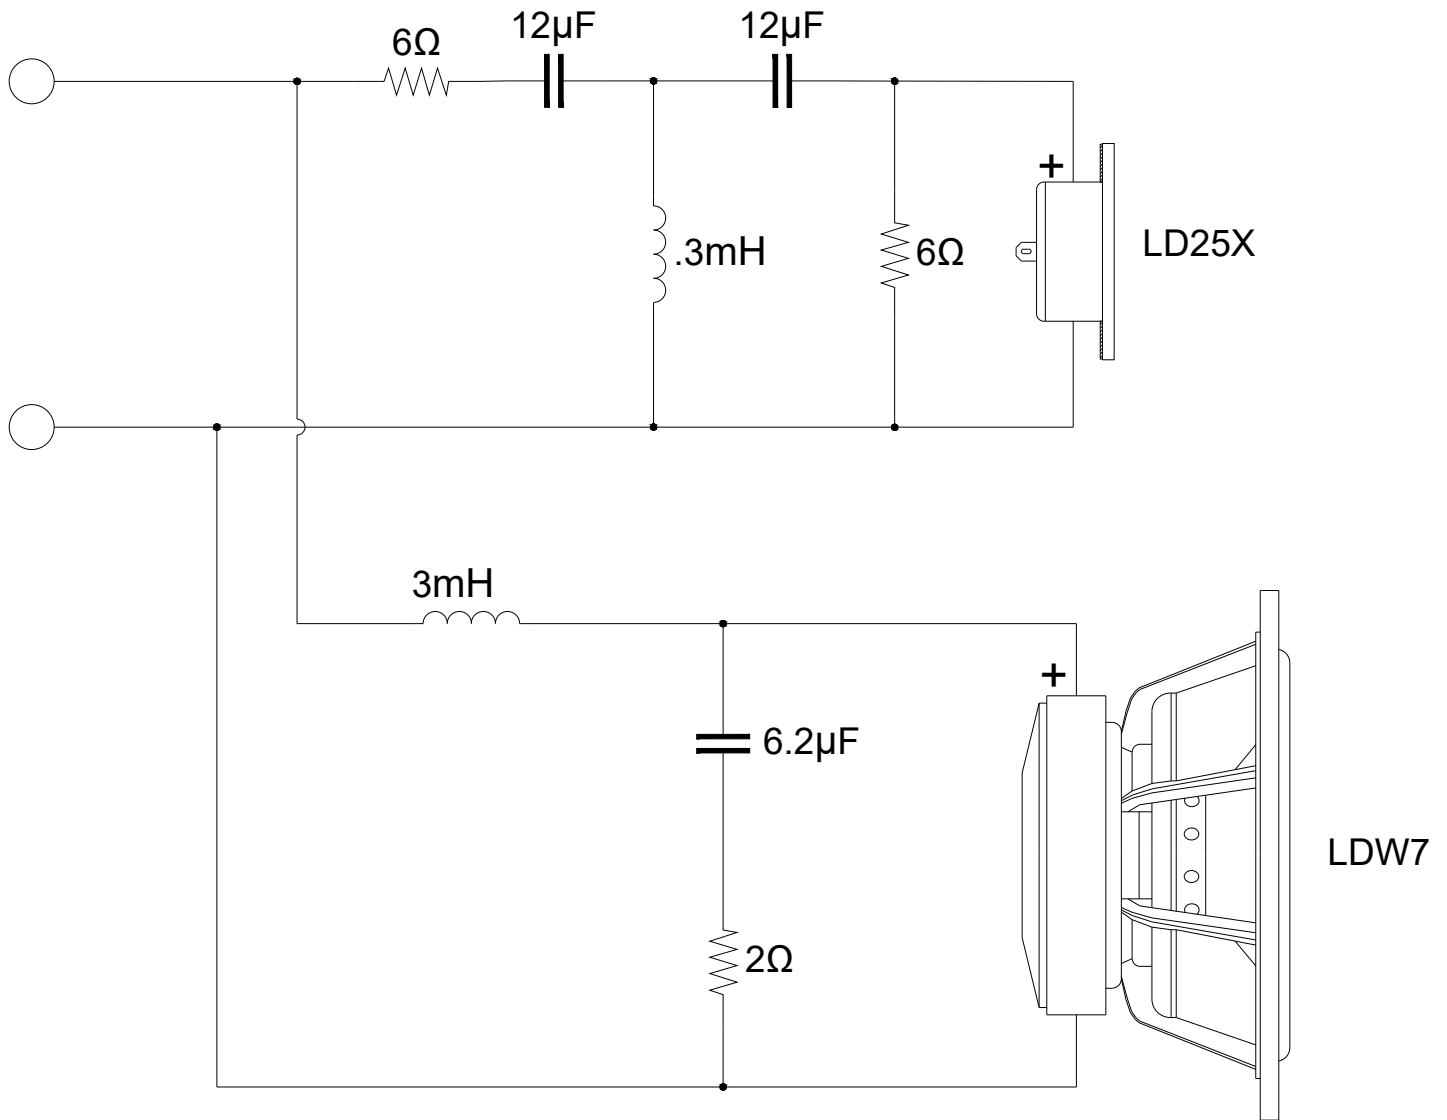 6Ω
12µF
12µF
+
.3mH
6Ω
LD25X
3mH
+
6.2µF
LDW7
2Ω